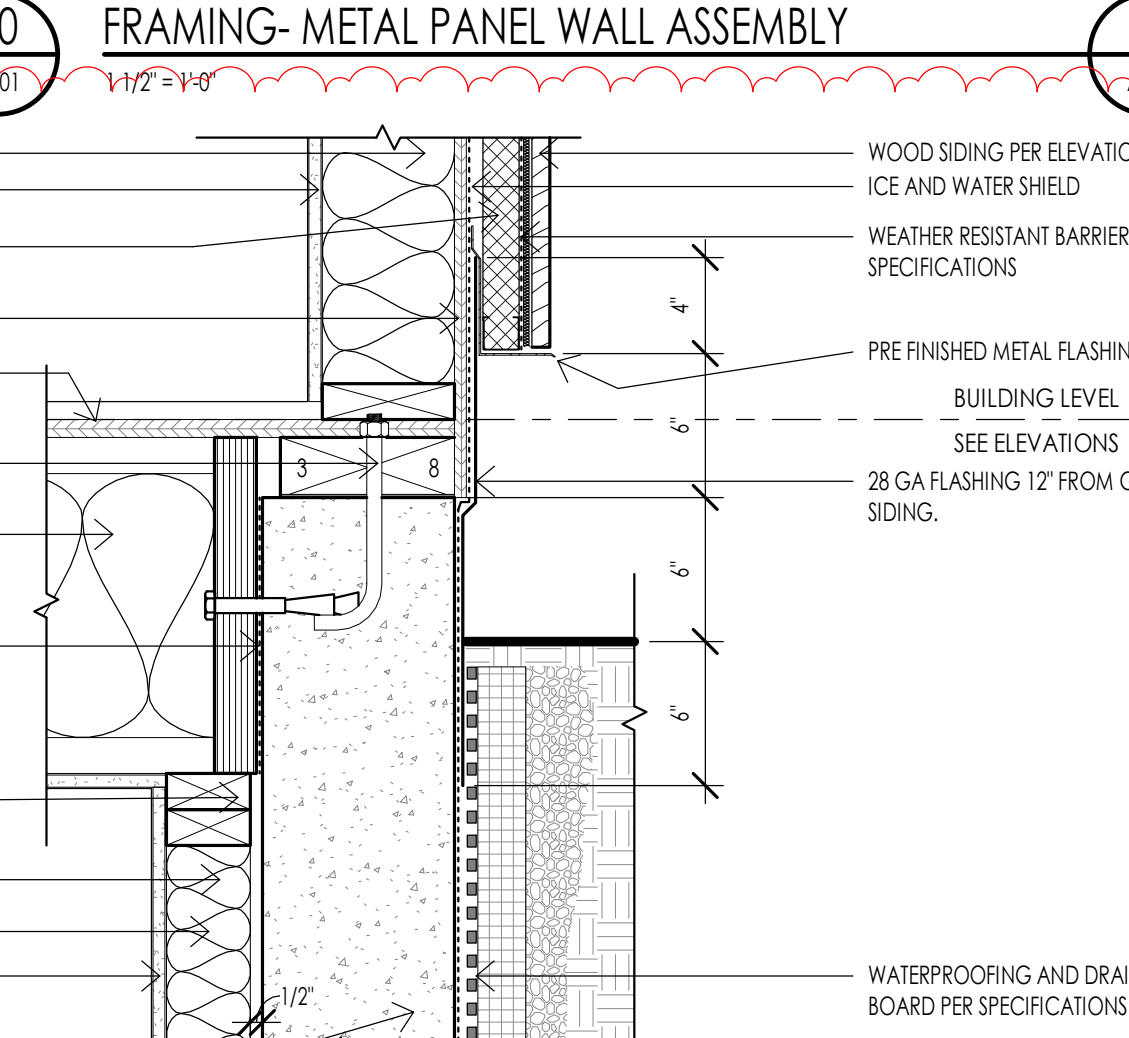 0
FRAMING- METAL PANEL WALL ASSEMBLY
01
1 1/2" = 1'-0"
WOOD SIDING PER ELEVATIO
ICE AND WATER SHIELD
WEATHER RESISTANT BARRIER
SPECIFICATIONS
4"
PRE FINISHED METAL FLASHIN
BUILDING LEVEL
6"
SEE ELEVATIONS
3 8
28 GA FLASHING 12" FROM
SIDING.
6"
6"
WATERPROOFING AND DRAI
BOARD PER SPECIFICATIONS
1/2"